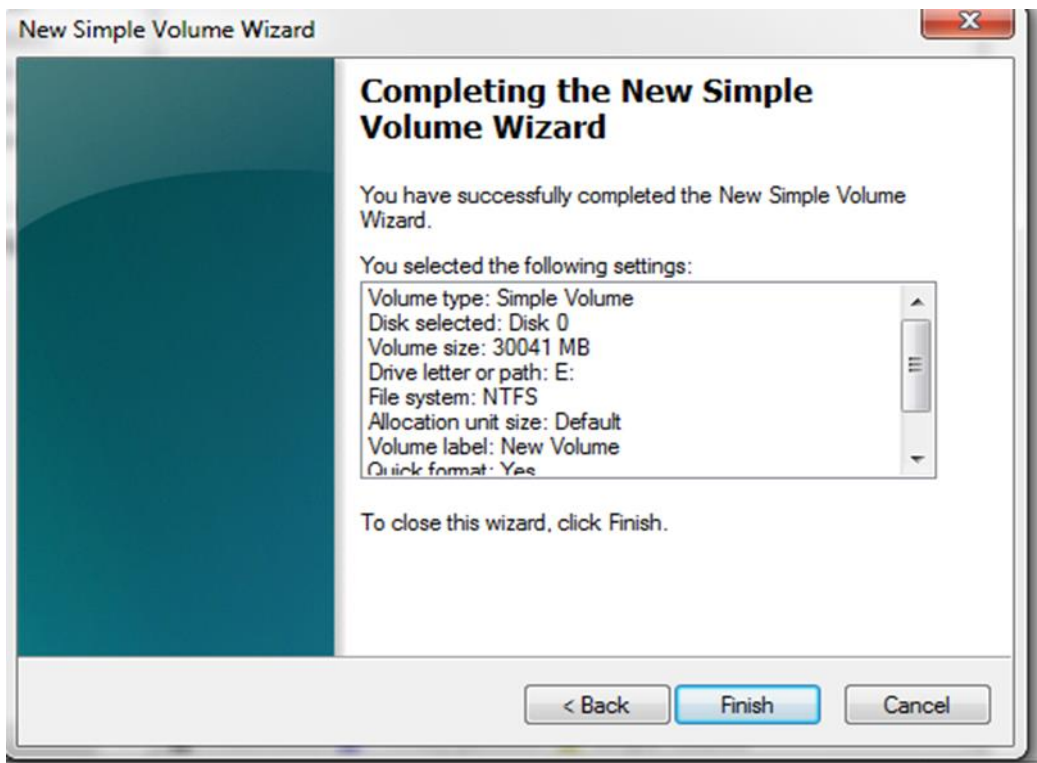 New Simple Volume Wizard
Completing the New Simple
Volume Wizard
You have successfully completed the New Simple Volume
Wizard.
You selected the following settings:
Volume type: Simple Volume
Disk selected: Disk 0
Volume size: 30041 MB
Drive letter or path: E:
File system: NTFS
Allocation unit size: Default
Volume label: New Volume
Quick format: Yes
To close this wizard, click Finish.
< Back
Finish
Cancel